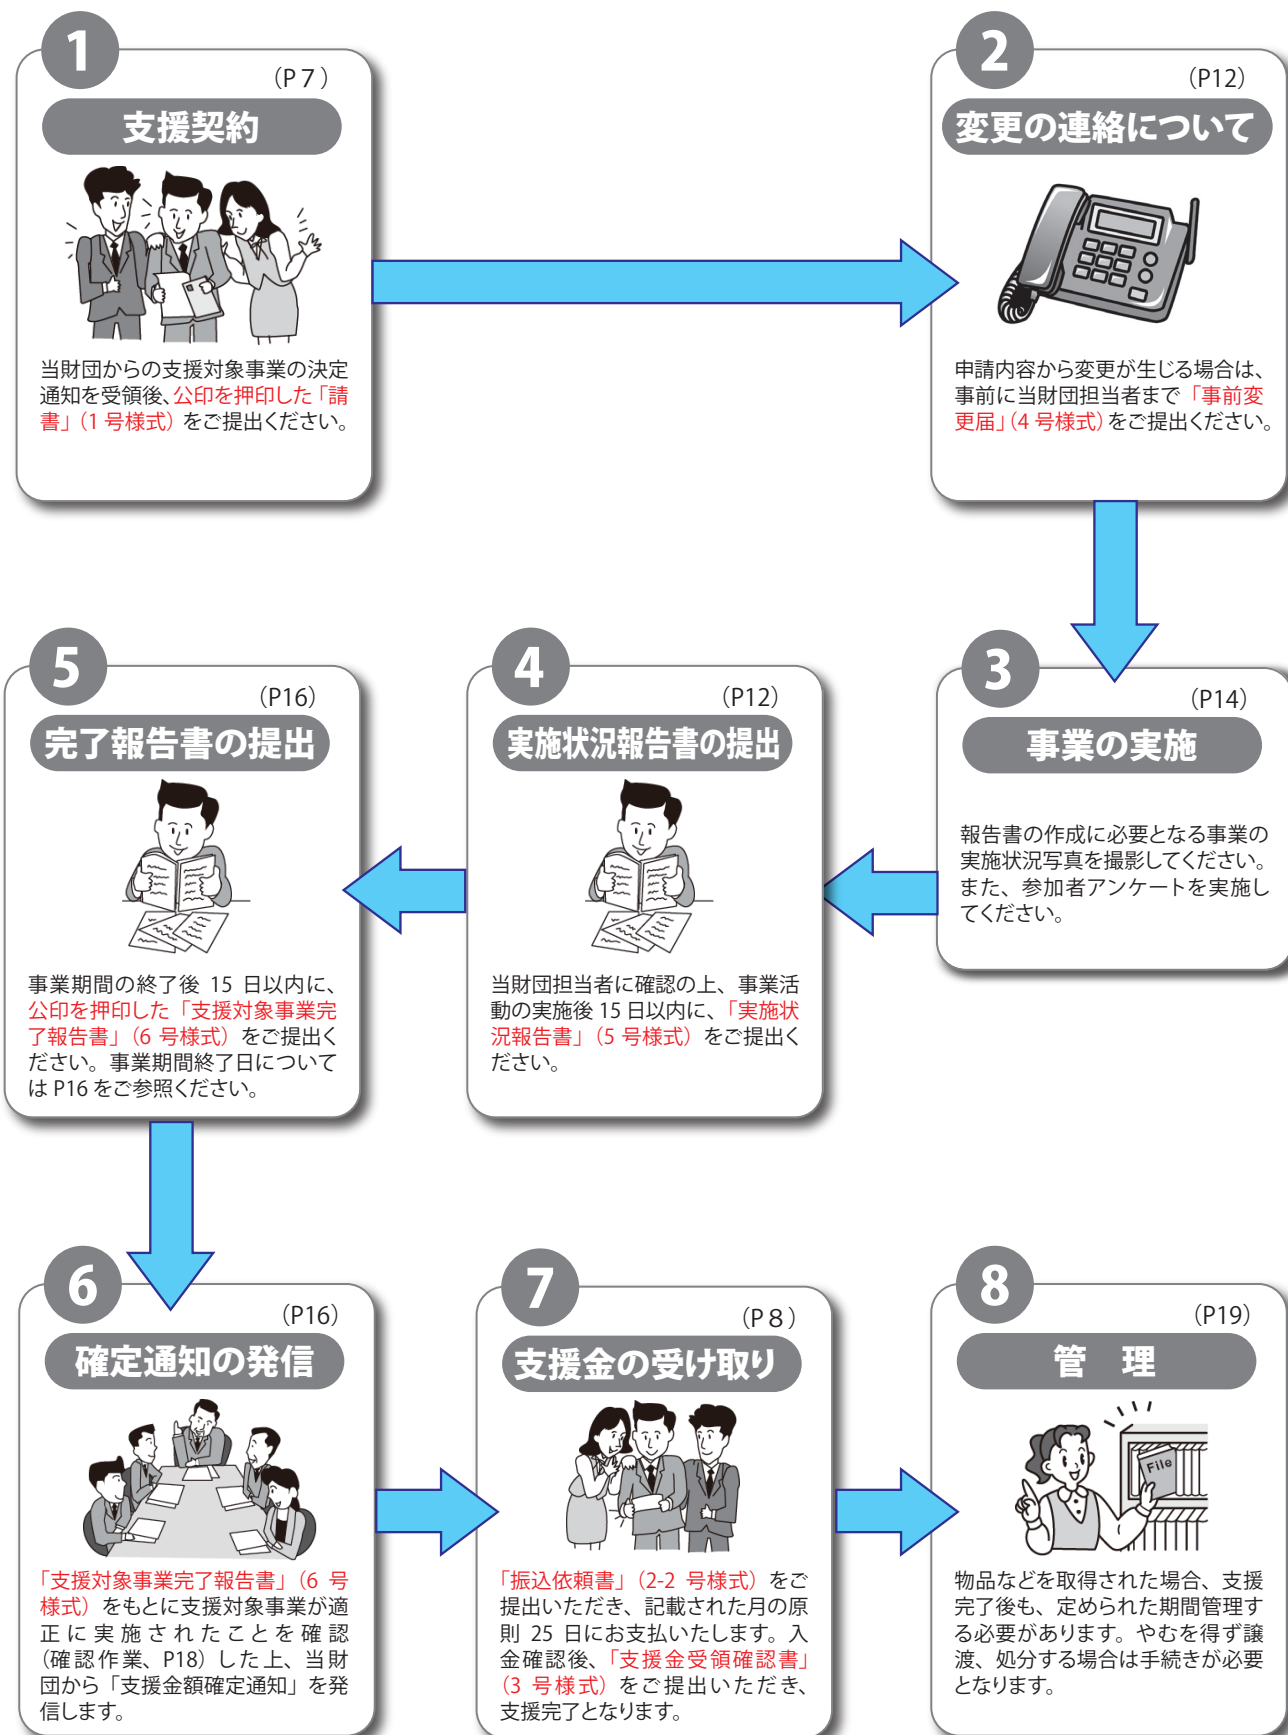 1
（P７）
支援契約
当財団からの支援対象事業の決定
通知を受領後、公印を押印した「請
書」（１号様式）をご提出ください。
2
（P12）
変更の連絡について
申請内容から変更が生じる場合は、
事前に当財団担当者まで「事前変
更届」（４号様式）をご提出ください。
3
（P14）
事業の実施
報告書の作成に必要となる事業の
実施状況写真を撮影してください。
また、参加者アンケートを実施し
てください。
4
（P12）
実施状況報告書の提出
当財団担当者に確認の上、事業活
動の実施後 15 日以内に、「実施状
況報告書」（５号様式）をご提出く
ださい。
5
（P16）
完了報告書の提出
事業期間の終了後 15 日以内に、
公印を押印した「支援対象事業完
了報告書」（６号様式）をご提出く
ださい。事業期間終了日について
は P16 をご参照ください。
6
（P16）
確定通知の発信
「支援対象事業完了報告書」（６号
様式）をもとに支援対象事業が適
正に実施されたことを確認
（確認作業、P18）した上、当財
団から「支援金額確定通知」を発
信します。
7
（P８）
支援金の受け取り
「振込依頼書」（2-2 号様式）をご
提出いただき、記載された月の原
則 25 日にお支払いたします。入
金確認後、「支援金受領確認書」
（３号様式）をご提出いただき、
支援完了となります。
8
（P19）
管　理
File
物品などを取得された場合、支援
完了後も、定められた期間管理す
る必要があります。やむを得ず譲
渡、処分する場合は手続きが必要
となります。